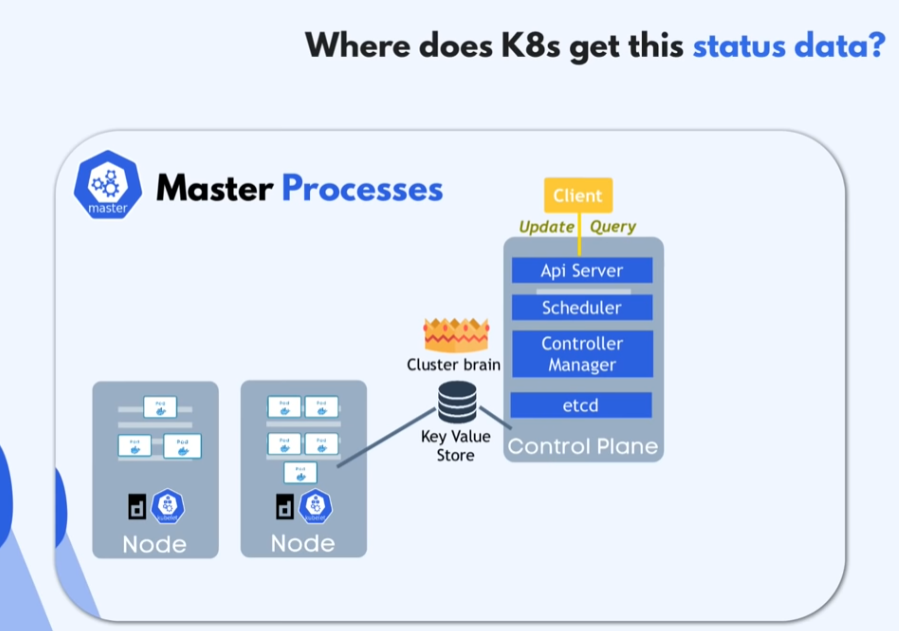 Where does K8s get this status data?
master
Master Processes
Client
Update Query
Api Server
Scheduler
Controller
Manager
etcd
Control Plane
Cluster brain
Key Value
Store
Pod
Pod Pod
d kubelet
Node
Pod Pod
Pod Pod
Pod
d kubelet
Node